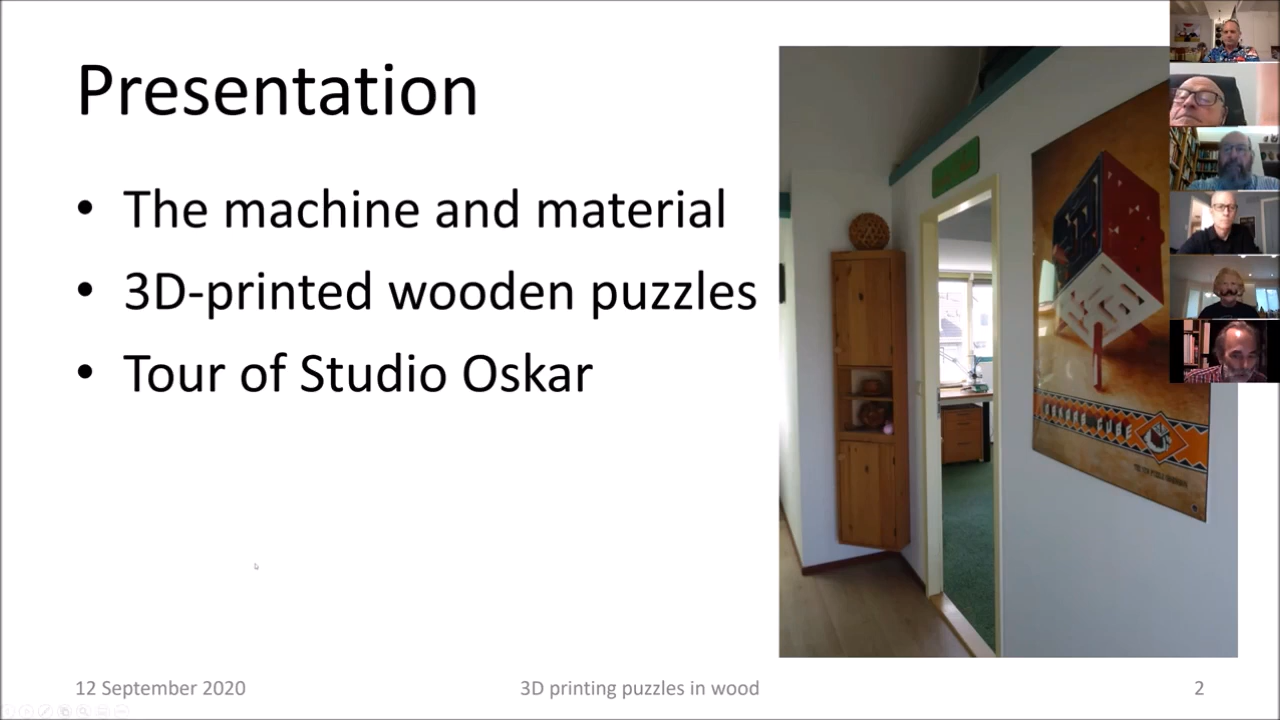 Presentation
• The machine and material
• 3D-printed wooden puzzles
• Tour of Studio Oskar
12 September 2020
3D printing puzzles in wood
2